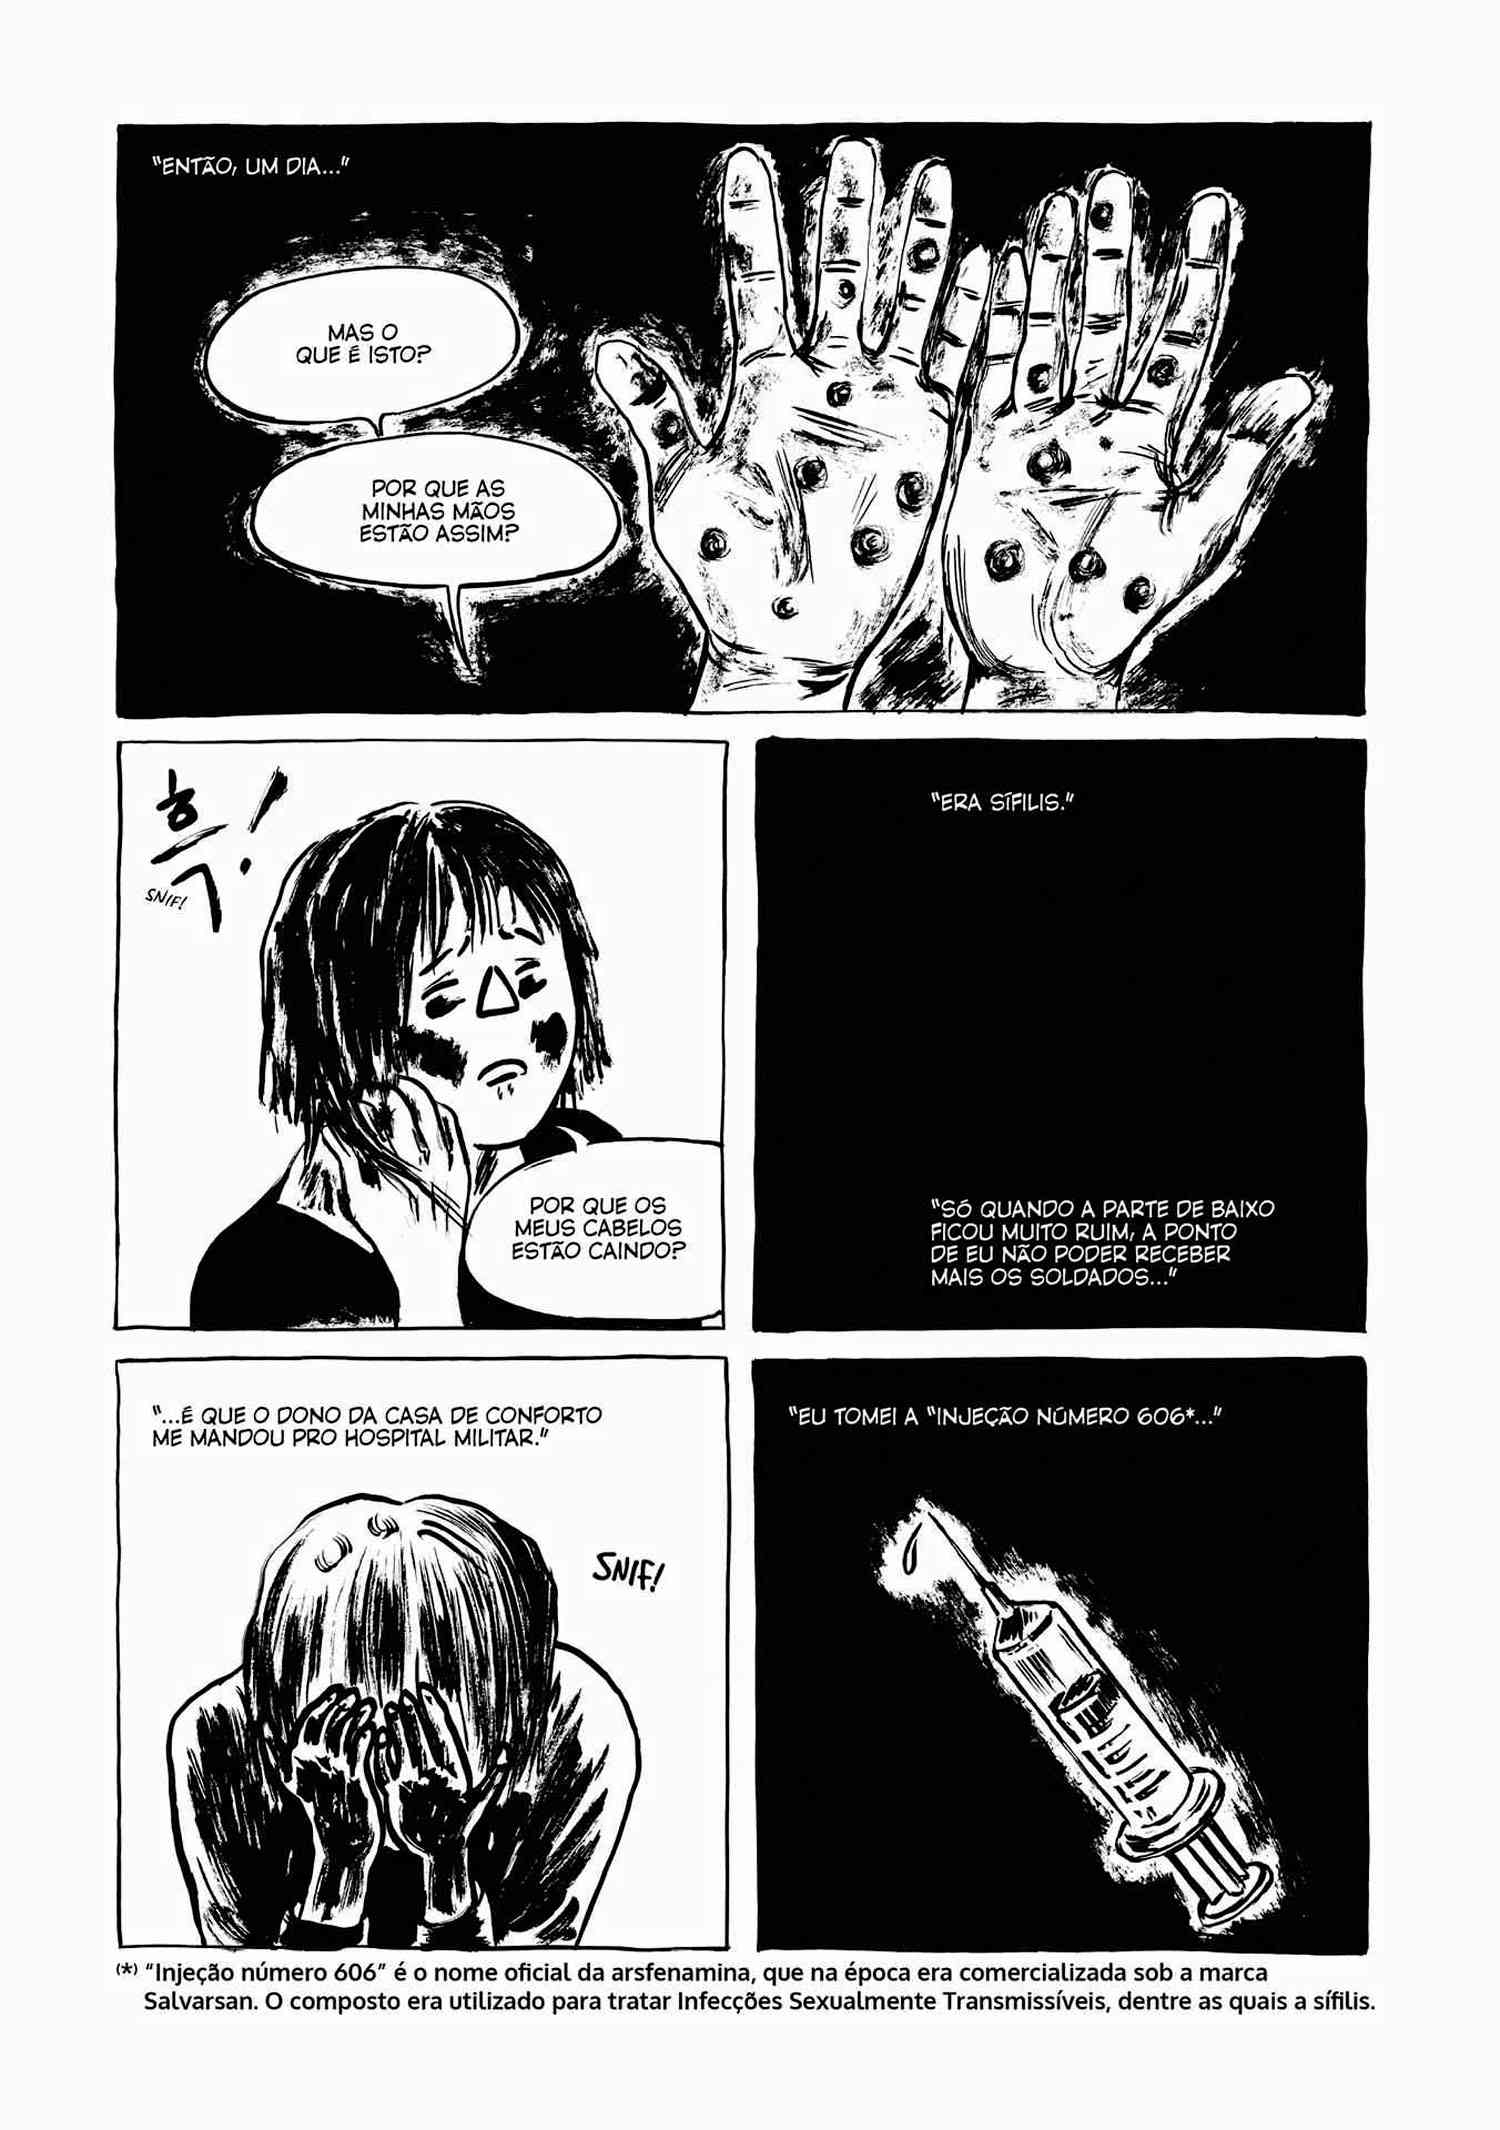 "ENTÃO, UM DIA..."
MAS O
QUE É ISTO?
POR QUE AS
MINHAS MÃOS
ESTÃO ASSIM?
흑!
SNIF!
POR QUE OS
MEUS CABELOS
ESTÃO CAINDO?
"ERA SÍFILIS."
"SÓ QUANDO A PARTE DE BAIXO
FICOU MUITO RUIM, A PONTO
DE EU NÃO PODER RECEBER
MAIS OS SOLDADOS..."
"...É QUE O DONO DA CASA DE CONFORTO
ME MANDOU PRO HOSPITAL MILITAR."
SNIF!
"EU TOMEI A "INJEÇÃO NÚMERO 606*..."
(*) "Injeção número 606" é o nome oficial da arsfenamina, que na época era comercializada sob a marca
Salvarsan. O composto era utilizado para tratar Infecções Sexualmente Transmissíveis, dentre as quais a sífilis.